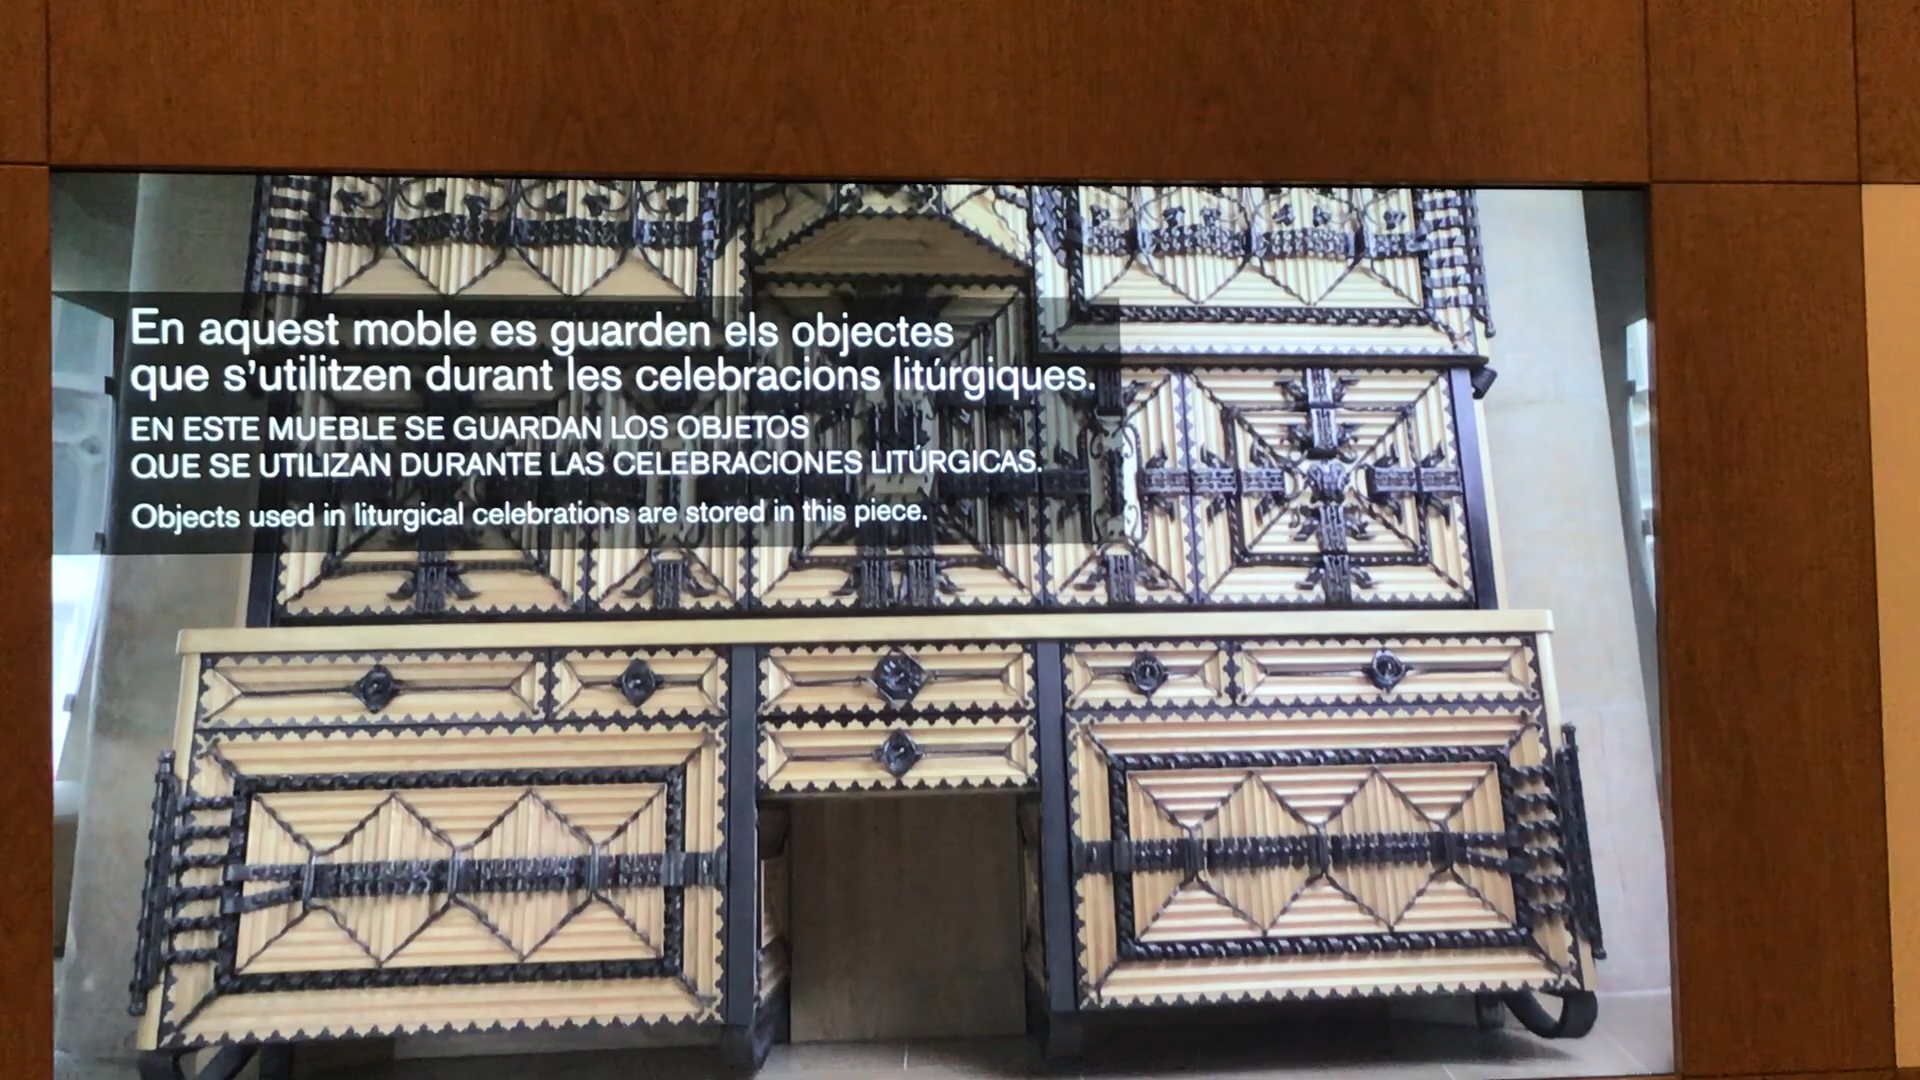 En aquest moble es guarden els objectes
que s'utilitzen durant les celebracions litúrgiques.
EN ESTE MUEBLE SE GUARDAN LOS OBJETOS
QUE SE UTILIZAN DURANTE LAS CELEBRACIONES LITÚRGICAS.
Objects used in liturgical celebrations are stored in this piece.